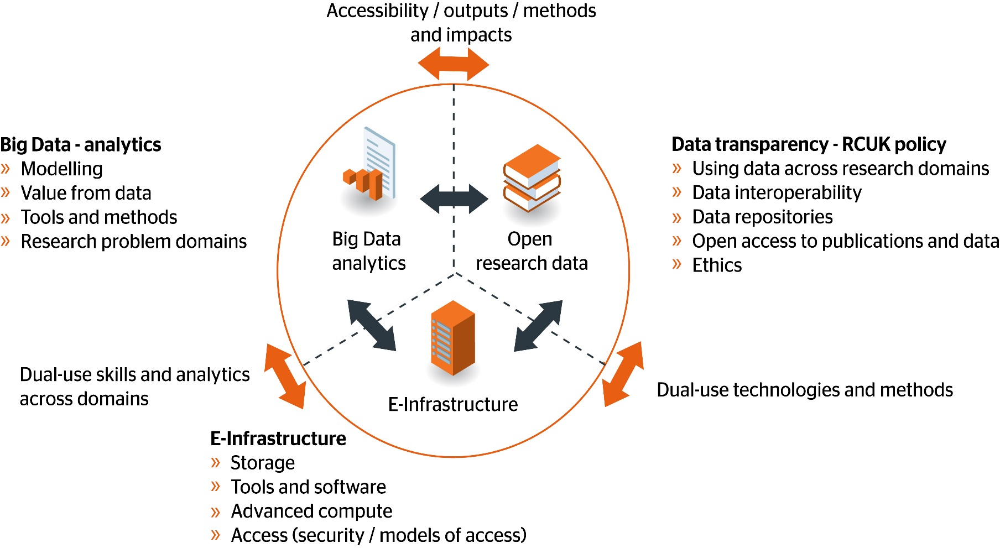 Accessibility / outputs / methods
and impacts
Big Data - analytics
» Modelling
» Value from data
» Tools and methods
» Research problem domains
Big Data
analytics
Open
research data
Data transparency - RCUK policy
» Using data across research domains
» Data interoperability
» Data repositories
» Open access to publications and data
» Ethics
Dual-use skills and analytics
across domains
E-Infrastructure
Dual-use technologies and methods
E-Infrastructure
» Storage
» Tools and software
» Advanced compute
» Access (security / models of access)